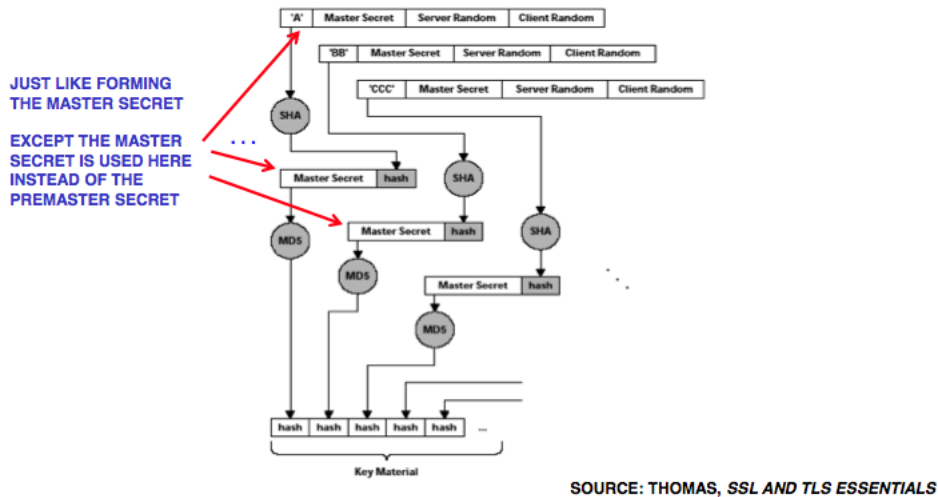 'A' Master Secret Server Random Client Random
'BB' Master Secret Server Random Client Random
'CCC' Master Secret Server Random Client Random
JUST LIKE FORMING
THE MASTER SECRET
EXCEPT THE MASTER
SECRET IS USED HERE
INSTEAD OF THE
PREMASTER SECRET
. . .
SHA
Master Secret hash
SHA
MD5
Master Secret hash
SHA
MD5
Master Secret hash
. . .
MD5
hash hash hash hash hash ...
Key Material
SOURCE: THOMAS, SSL AND TLS ESSENTIALS